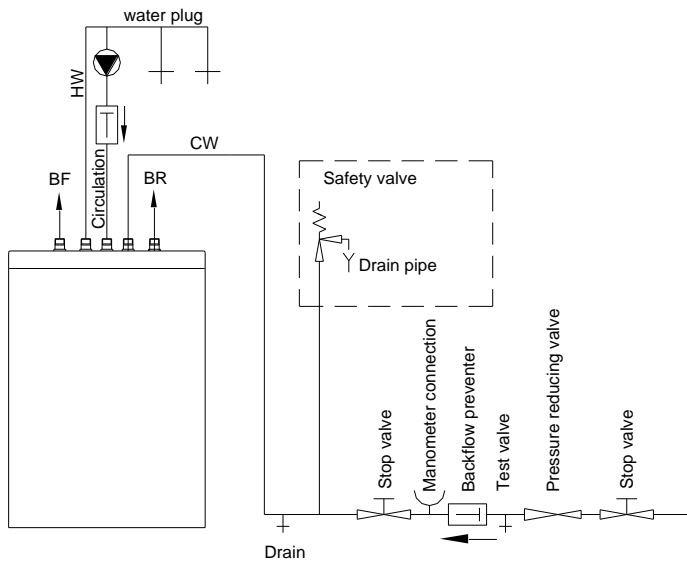 water plug
HW
Circulation
CW
BF
BR
Safety valve
Drain pipe
Stop valve
Manometer connection
Backflow preventer
Test valve
Pressure reducing valve
Stop valve
Drain